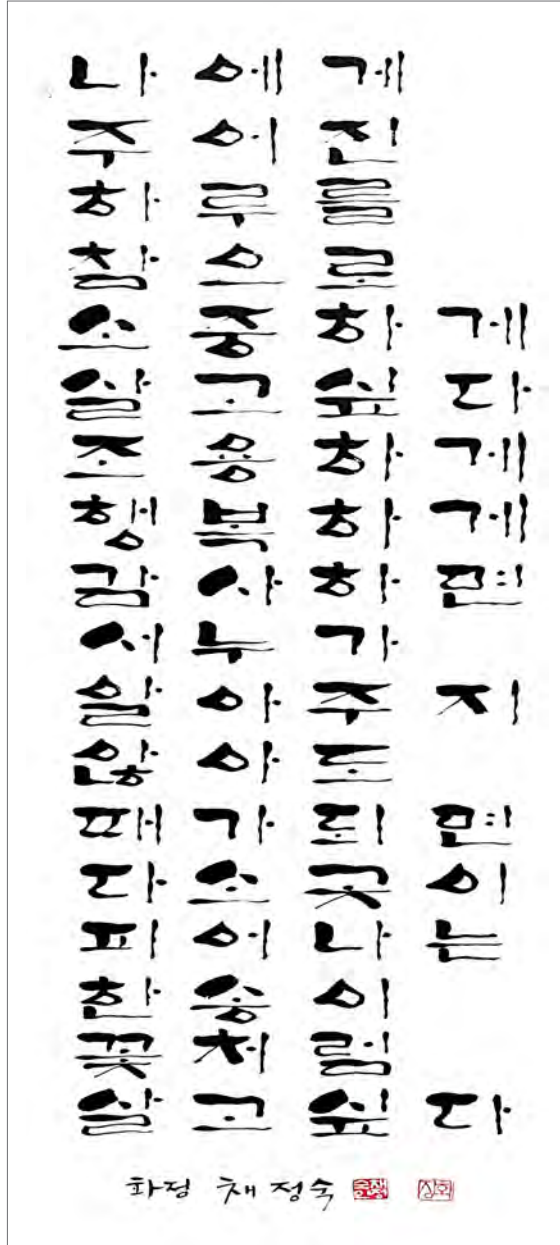 나에게
주어진
하루를
참으로
소중하게
살고싶다
조용하게
행복하게
감사하면
서누가
알아주지
않아도
때가되면
다소곳이
피어나는
한송이
꽃처럼
살고싶다
화정 채정숙